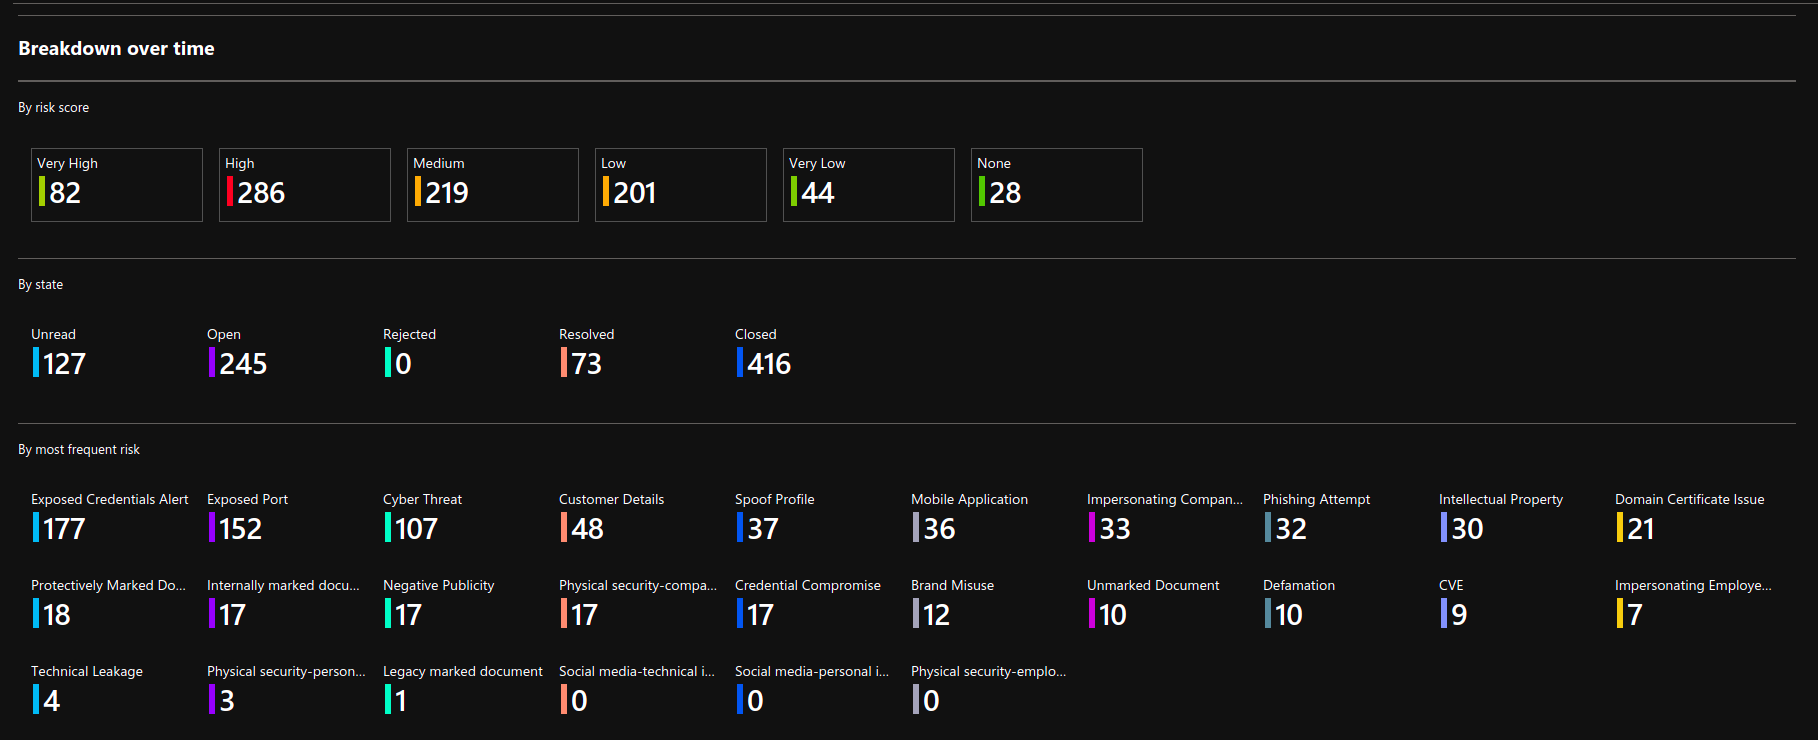 Breakdown over time
By risk score
Very High High Medium Low Very Low None
82 286 219 201 44 28
By state
Unread Open Rejected Resolved Closed
127 245 0 73 416
By most frequent risk
Exposed Credentials Alert Exposed Port Cyber Threat Customer Details Spoof Profile Mobile Application Impersonating Compan... Phishing Attempt Intellectual Property Domain Certificate Issue
177 152 107 48 37 36 33 32 30 21
Protectively Marked Do... Internally marked docu... Negative Publicity Physical security-compa... Credential Compromise Brand Misuse Unmarked Document Defamation CVE Impersonating Employe...
18 17 17 17 17 12 10 10 9 7
Technical Leakage Physical security-person... Legacy marked document Social media-technical i... Social media-personal i... Physical security-emplo...
4 3 1 0 0 0